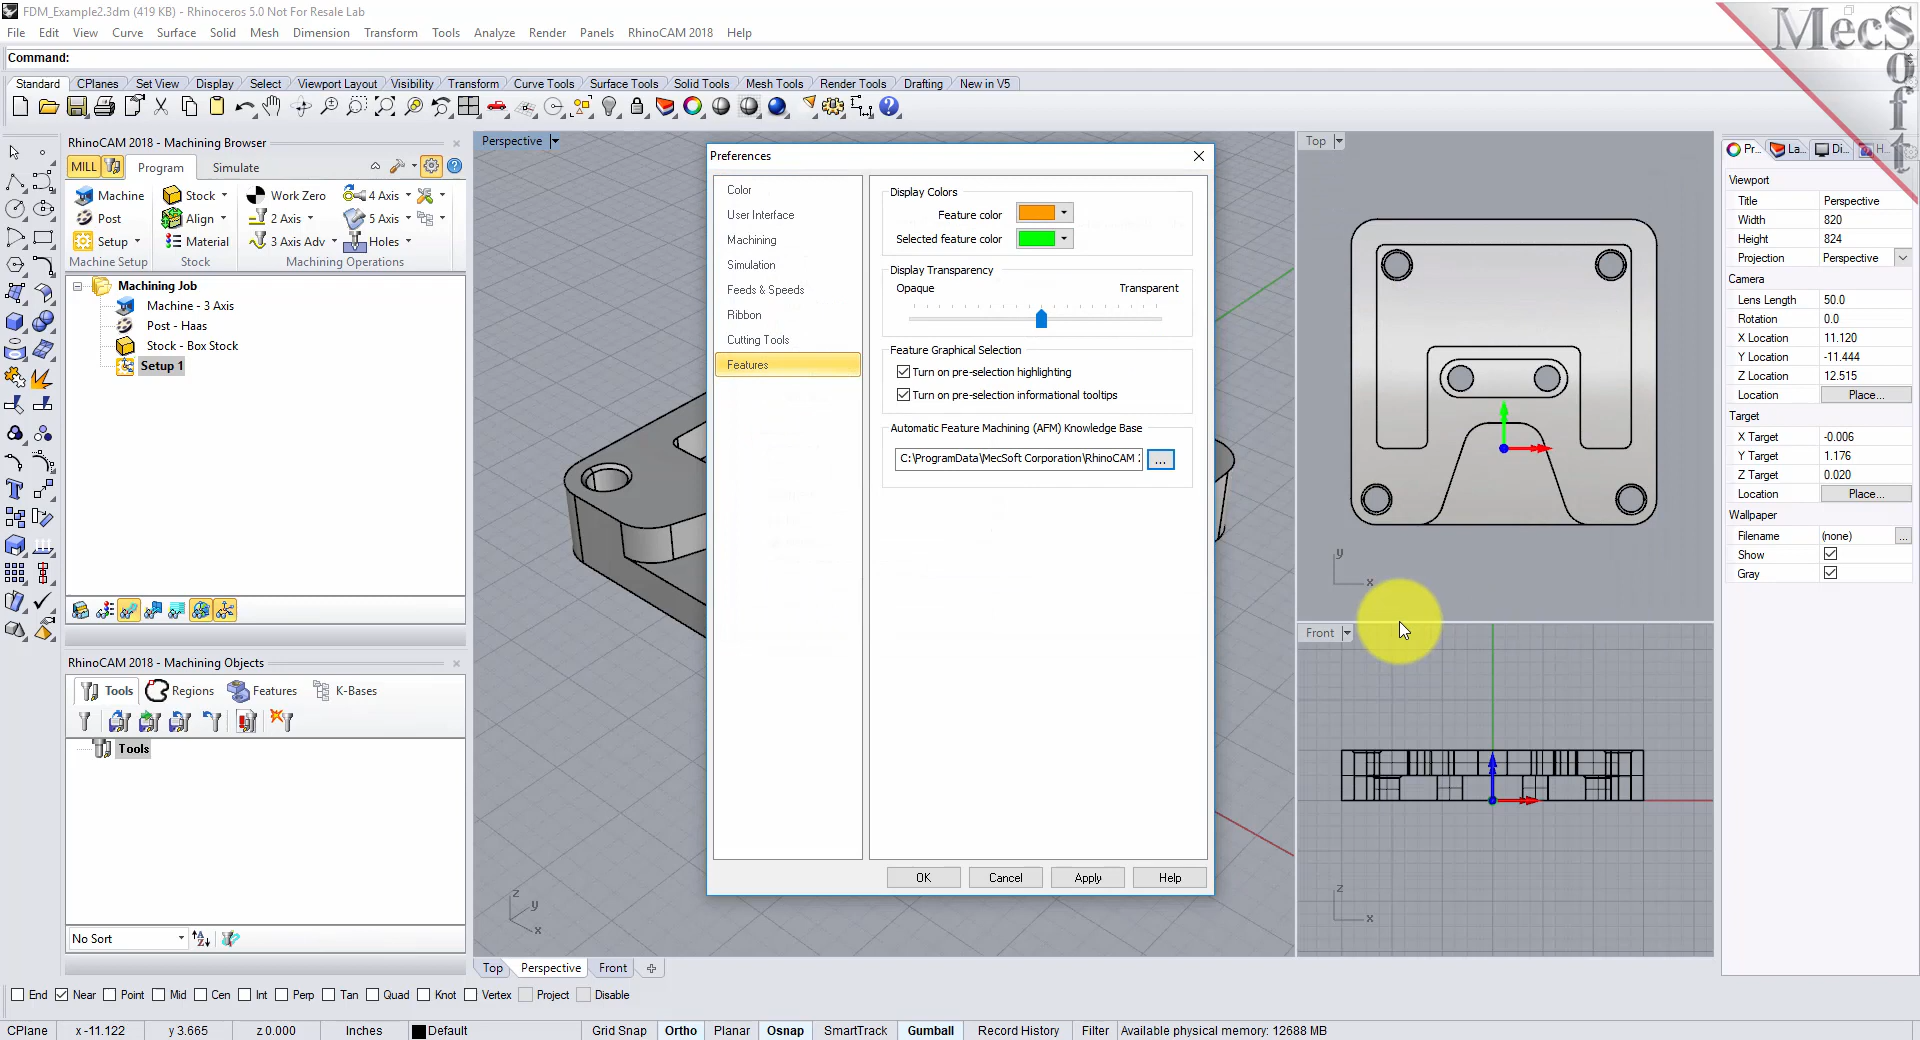 FDM_Example2.3dm (419 KB) - Rhinoceros 5.0 Not For Resale Lab
File Edit View Curve Surface Solid Mesh Dimension Transform Tools Analyze Render Panels RhinoCAM 2018 Help
MecSoft
Command:
Standard CPlanes Set View Display Select Viewport Layout Visibility Transform Curve Tools Surface Tools Solid Tools Mesh Tools Render Tools Drafting New in V5
RhinoCAM 2018 - Machining Browser
MILL Program Simulate
Machine Stock Work Zero 4 Axis
Post Align 2 Axis 5 Axis
Setup Material 3 Axis Adv Holes
Machine Setup Stock Machining Operations
Machining Job
Machine - 3 Axis
Post - Haas
Stock - Box Stock
Setup 1
RhinoCAM 2018 - Machining Objects
Tools Regions Features K-Bases
Tools
No Sort
Perspective
z
y
x
Preferences
Color
User Interface
Machining
Simulation
Feeds & Speeds
Ribbon
Cutting Tools
Features
Display Colors
Feature color
Selected feature color
Display Transparency
Opaque Transparent
Feature Graphical Selection
Turn on pre-selection highlighting
Turn on pre-selection informational tooltips
Automatic Feature Machining (AFM) Knowledge Base
C:\ProgramData\MecSoft Corporation\RhinoCAM 2 ...
OK Cancel Apply Help
Top
y
x
Front
z
x
Pr... La... Di...
Viewport
Title Perspective
Width 820
Height 824
Projection Perspective
Camera
Lens Length 50.0
Rotation 0.0
X Location 11.120
Y Location -11.444
Z Location 12.515
Location Place...
Target
X Target -0.006
Y Target 1.176
Z Target 0.020
Location Place...
Wallpaper
Filename (none) ...
Show
Gray
Top Perspective Front
End Near Point Mid Cen Int Perp Tan Quad Knot Vertex Project Disable
CPlane x -11.122 y 3.665 z 0.000 Inches Default Grid Snap Ortho Planar Osnap SmartTrack Gumball Record History Filter Available physical memory: 12688 MB